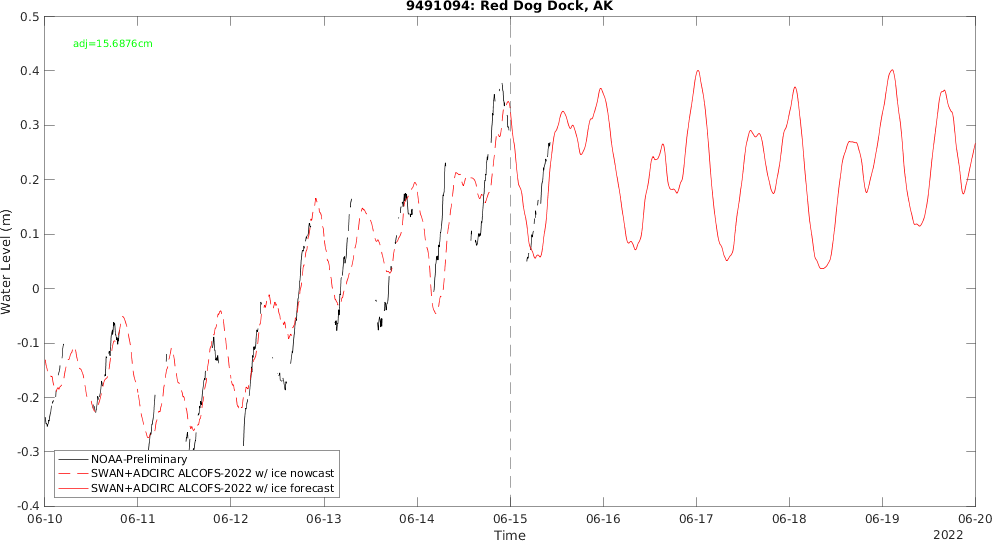 9491094: Red Dog Dock, AK
adj=15.6876cm
Water Level (m)
0.5
0.4
0.3
0.2
0.1
0
-0.1
-0.2
-0.3
-0.4
NOAA-Preliminary
SWAN+ADCIRC ALCOFS-2022 w/ ice nowcast
SWAN+ADCIRC ALCOFS-2022 w/ ice forecast
06-10 06-11 06-12 06-13 06-14 06-15 06-16 06-17 06-18 06-19 06-20
Time
2022